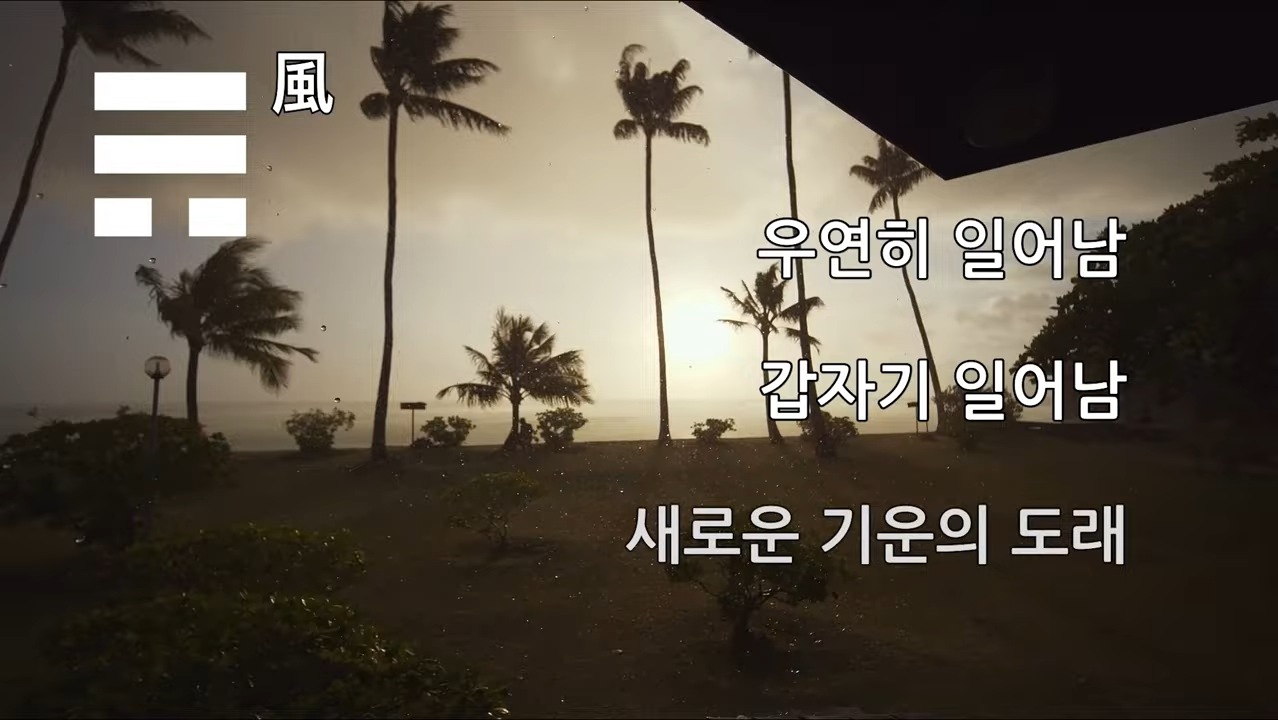 風
우연히 일어남
갑자기 일어남
새로운 기운의 도래